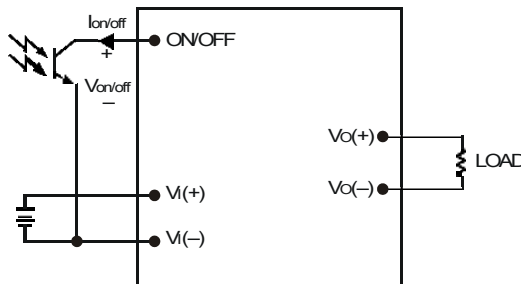 Ion/off
ON/OFF
+
Von/off
–
VO(+)
LOAD
VO(–)
VI(+)
VI(–)